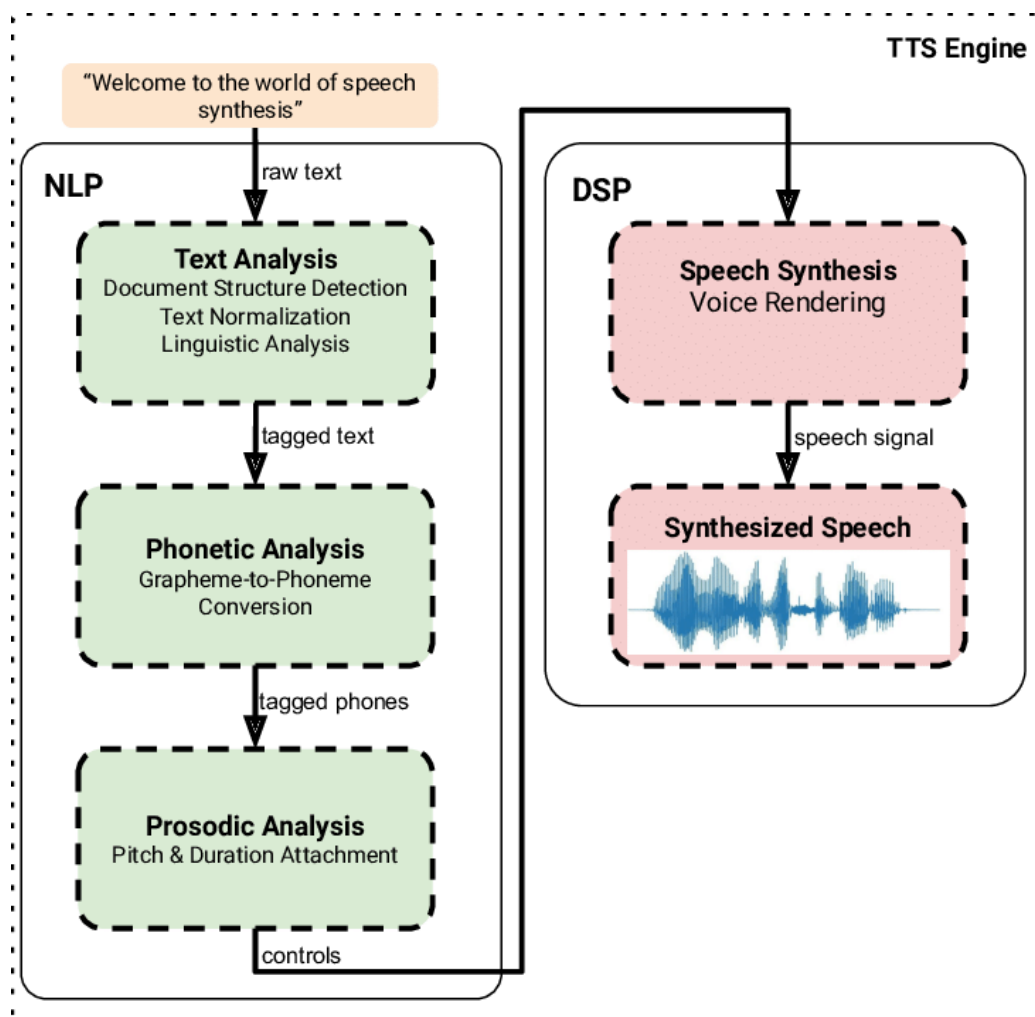 TTS Engine
“Welcome to the world of speech
synthesis”
raw text
NLP
Text Analysis
Document Structure Detection
Text Normalization
Linguistic Analysis
tagged text
Phonetic Analysis
Grapheme-to-Phoneme
Conversion
tagged phones
Prosodic Analysis
Pitch & Duration Attachment
controls
DSP
Speech Synthesis
Voice Rendering
speech signal
Synthesized Speech